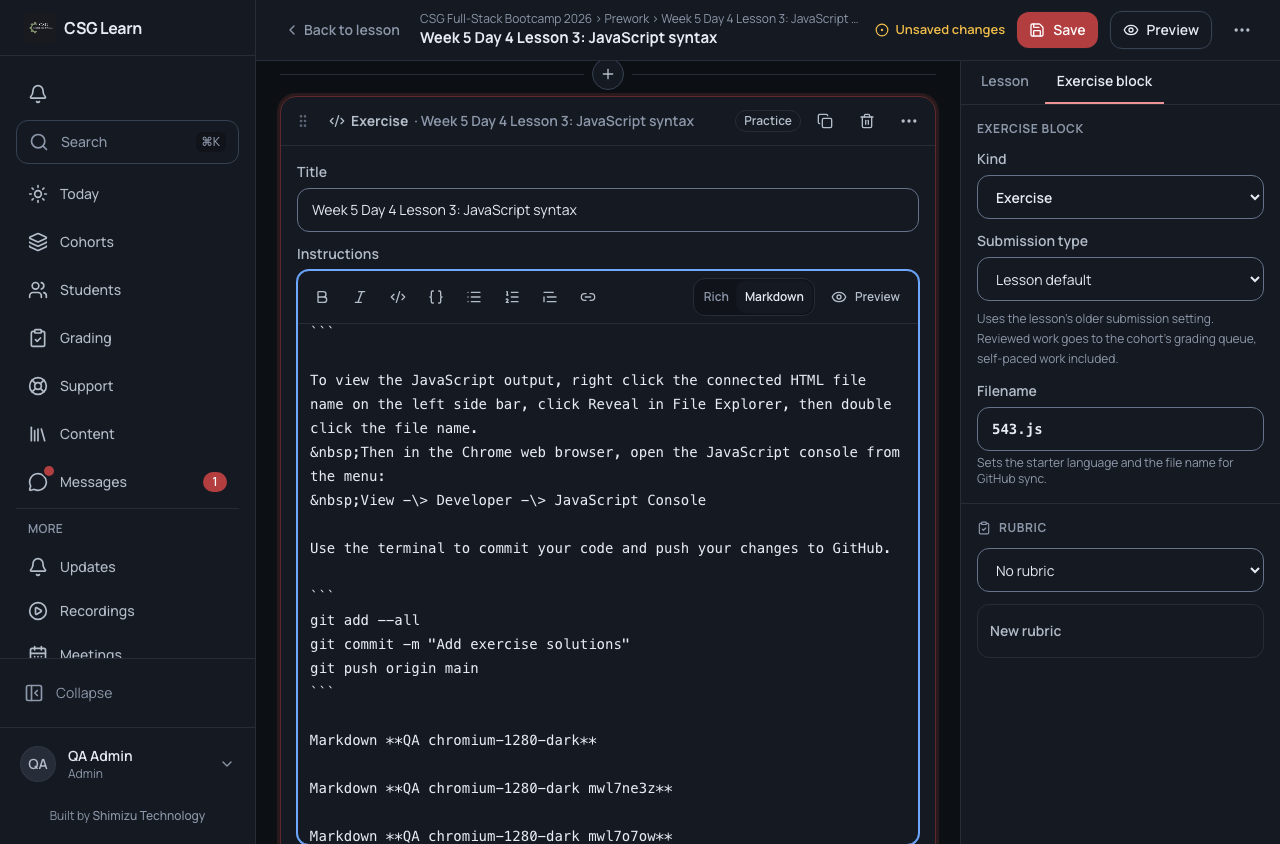 CSG Learn
Search
⌘K
Today
Cohorts
Students
Grading
Support
Content
Messages
1
MORE
Updates
Recordings
Meetings
Collapse
QA
QA Admin
Admin
Built by Shimizu Technology
Back to lesson
CSG Full-Stack Bootcamp 2026 › Prework › Week 5 Day 4 Lesson 3: JavaScript ...
Week 5 Day 4 Lesson 3: JavaScript syntax
Unsaved changes
Save
Preview
Exercise · Week 5 Day 4 Lesson 3: JavaScript syntax
Practice
Title
Week 5 Day 4 Lesson 3: JavaScript syntax
Instructions
Rich
Markdown
Preview
```
To view the JavaScript output, right click the connected HTML file
name on the left side bar, click Reveal in File Explorer, then double
click the file name.
&nbsp;Then in the Chrome web browser, open the JavaScript console from
the menu:
&nbsp;View -\> Developer -\> JavaScript Console
Use the terminal to commit your code and push your changes to GitHub.
```
git add --all
git commit -m "Add exercise solutions"
git push origin main
```
Markdown **QA chromium-1280-dark**
Markdown **QA chromium-1280-dark mwl7ne3z**
Markdown **QA chromium-1280-dark mwl7o7ow**
Lesson
Exercise block
EXERCISE BLOCK
Kind
Exercise
Submission type
Lesson default
Uses the lesson's older submission setting.
Reviewed work goes to the cohort's grading queue,
self-paced work included.
Filename
543.js
Sets the starter language and the file name for
GitHub sync.
RUBRIC
No rubric
New rubric